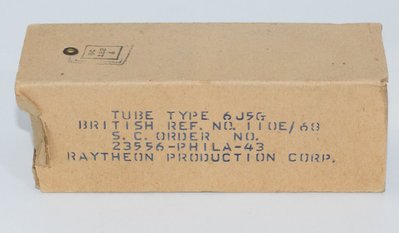 TUBE TYPE 6J5G
BRITISH REF. NO. 110E/68
S.C. ORDER NO.
23556-PHILA-43
RAYTHEON PRODUCTION CORP.